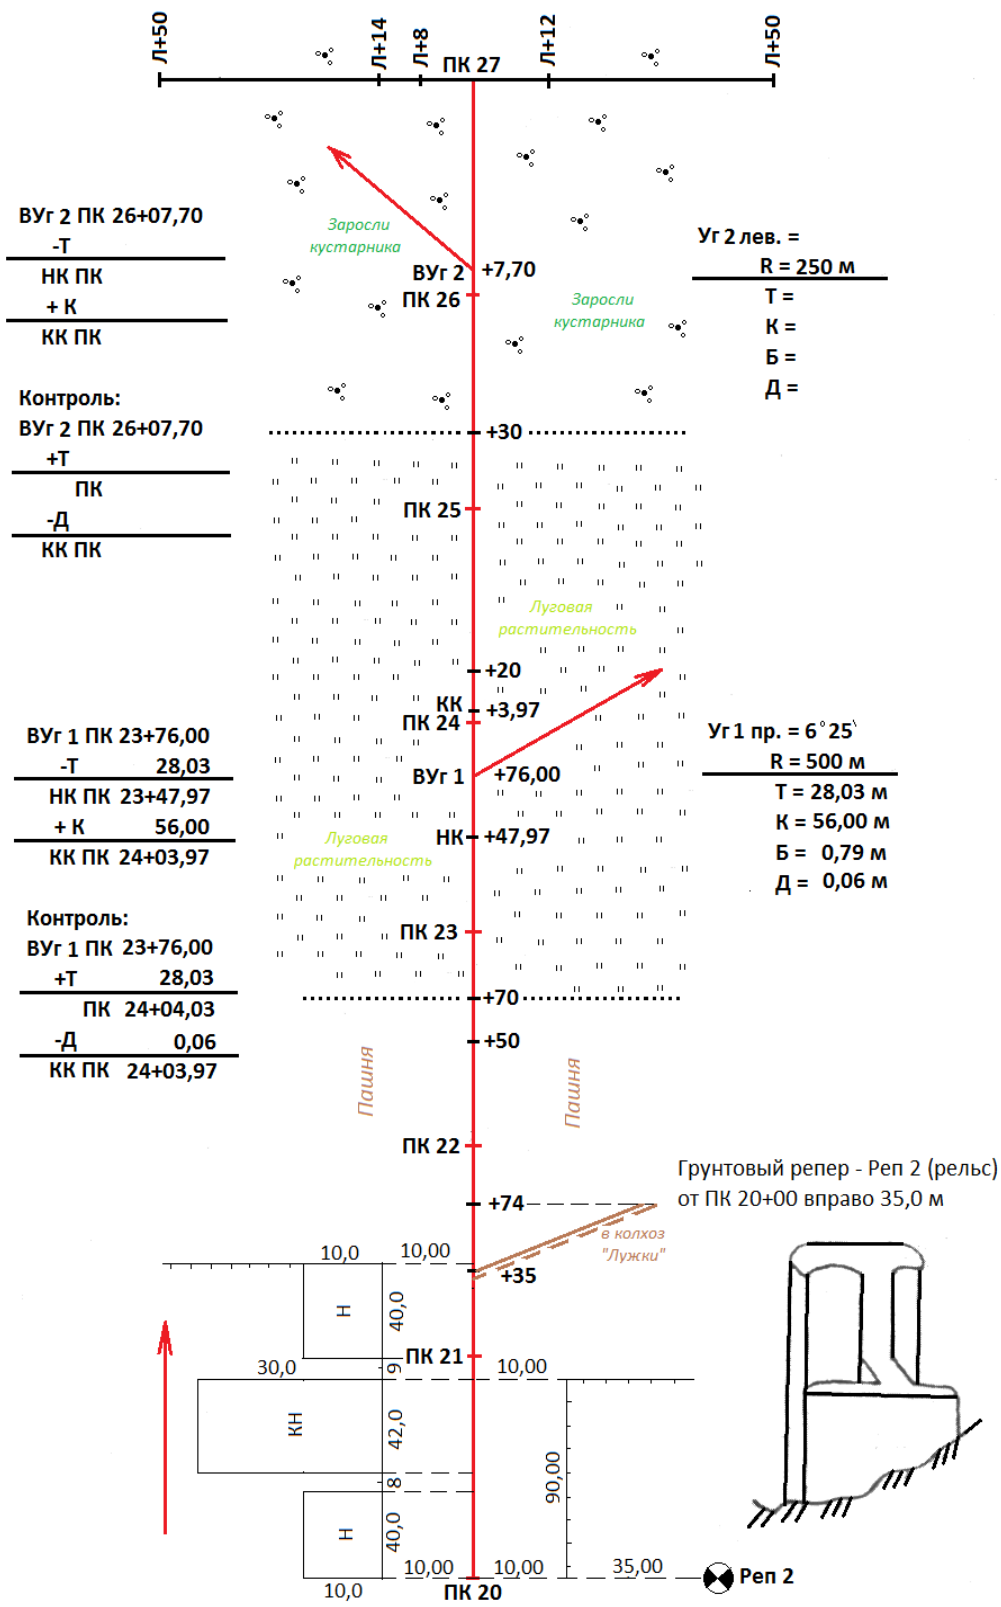 Л+50
Л+14
Л+8
ПК 27
Л+12
Л+50
ВУг 2 ПК 26+07,70
-Т
НК ПК
+ К
КК ПК
Заросли
кустарника
ВУг 2
+7,70
ПК 26
Заросли
кустарника
Уг 2 лев. =
R = 250 м
Т =
К =
Б =
Д =
Контроль:
ВУг 2 ПК 26+07,70
+Т
ПК
-Д
КК ПК
+30
ПК 25
Луговая
растительность
+20
КК
+3,97
ПК 24
ВУг 1
+76,00
НК
+47,97
Луговая
растительность
ПК 23
+70
+50
ВУг 1 ПК 23+76,00
-Т 28,03
НК ПК 23+47,97
+ К 56,00
КК ПК 24+03,97
Уг 1 пр. = 6°25'
R = 500 м
Т = 28,03 м
К = 56,00 м
Б = 0,79 м
Д = 0,06 м
Контроль:
ВУг 1 ПК 23+76,00
+Т 28,03
ПК 24+04,03
-Д 0,06
КК ПК 24+03,97
Пашня
Пашня
ПК 22
+74
Грунтовый репер - Реп 2 (рельс)
от ПК 20+00 вправо 35,0 м
в колхоз
"Лужки"
+35
10,0
10,00
Н
40,0
ПК 21
9
30,0
10,00
КН
42,0
90,00
8
Н
40,0
10,00
10,00
35,00
10,0
ПК 20
Реп 2